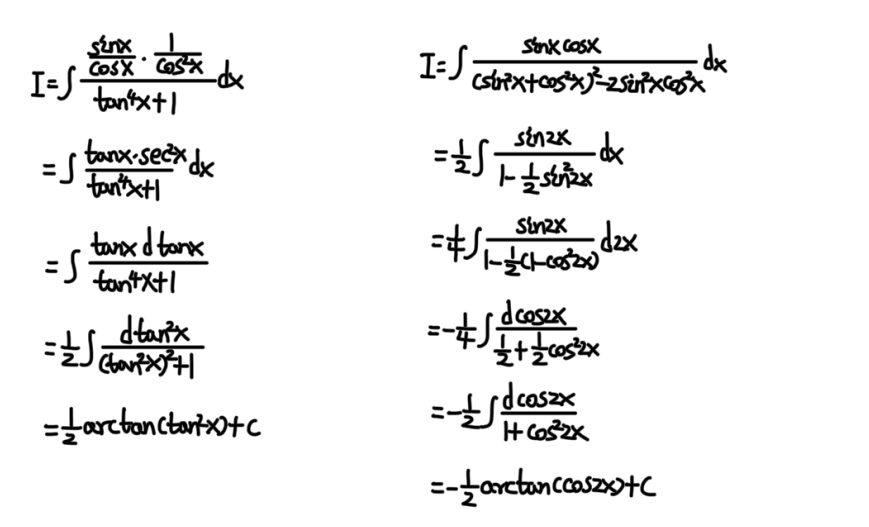 I=∫ (sinx/cosx · 1/cos²x)/(tan⁴x+1) dx
=∫ (tanx·sec²x)/(tan⁴x+1) dx
=∫ (tanx d tanx)/(tan⁴x+1)
=1/2 ∫ (d tan²x)/((tan²x)²+1)
=1/2 arctan(tan²x)+C
I=∫ (sinx cosx)/((sin²x+cos²x)²-2sin²xcos²x) dx
=1/2 ∫ (sin2x)/(1-1/2 sin²2x) dx
=1/4 ∫ (sin2x)/(1-1/2(1-cos²2x)) d2x
=-1/4 ∫ (d cos2x)/(1/2+1/2 cos²2x)
=-1/2 ∫ (d cos2x)/(1+cos²2x)
=-1/2 arctan(cos2x)+C